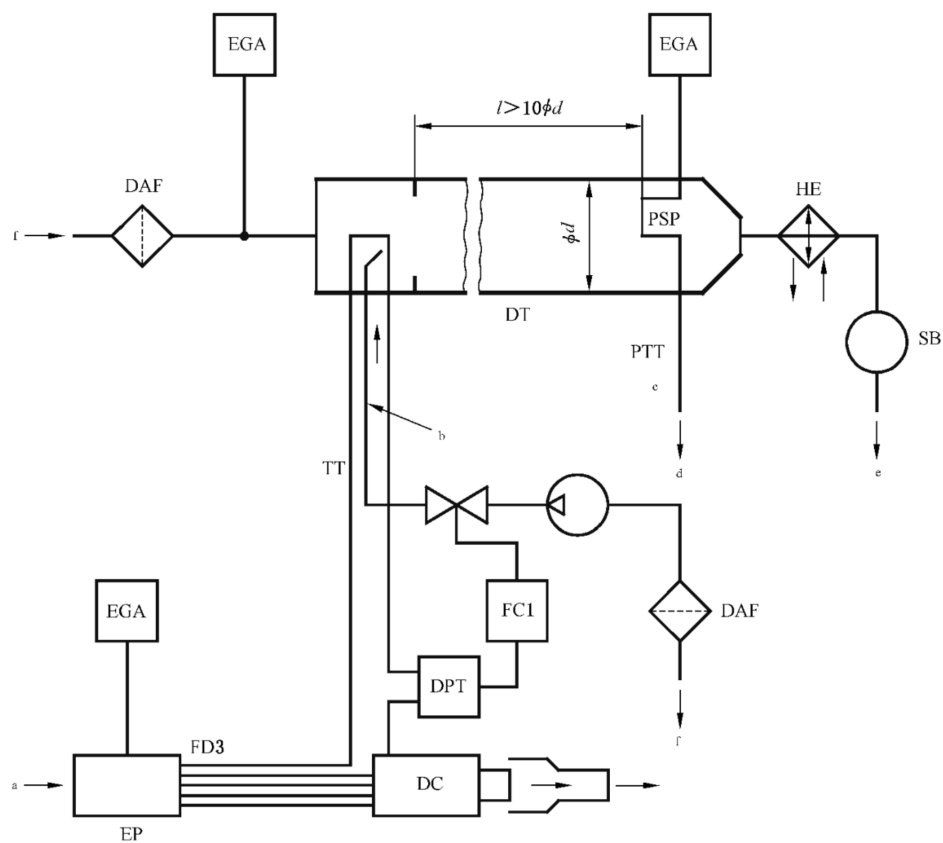 EGA
EGA
l>10ϕd
DAF
HE
f
PSP
ϕd
DT
SB
PTT
c
b
d
e
TT
EGA
FC1
DAF
DPT
f
FD3
a
DC
EP